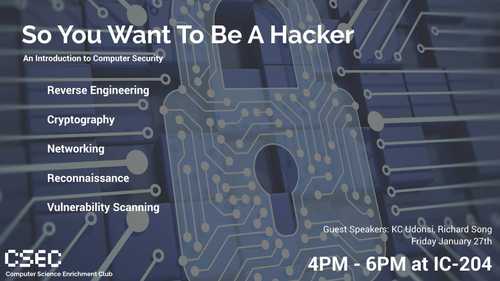 So You Want To Be A Hacker
An Introduction to Computer Security
Reverse Engineering
Cryptography
Networking
Reconnaissance
Vulnerability Scanning
Guest Speakers: KC Udonsi, Richard Song
Friday January 27th
4PM - 6PM at IC-204
CSEC
Computer Science Enrichment Club